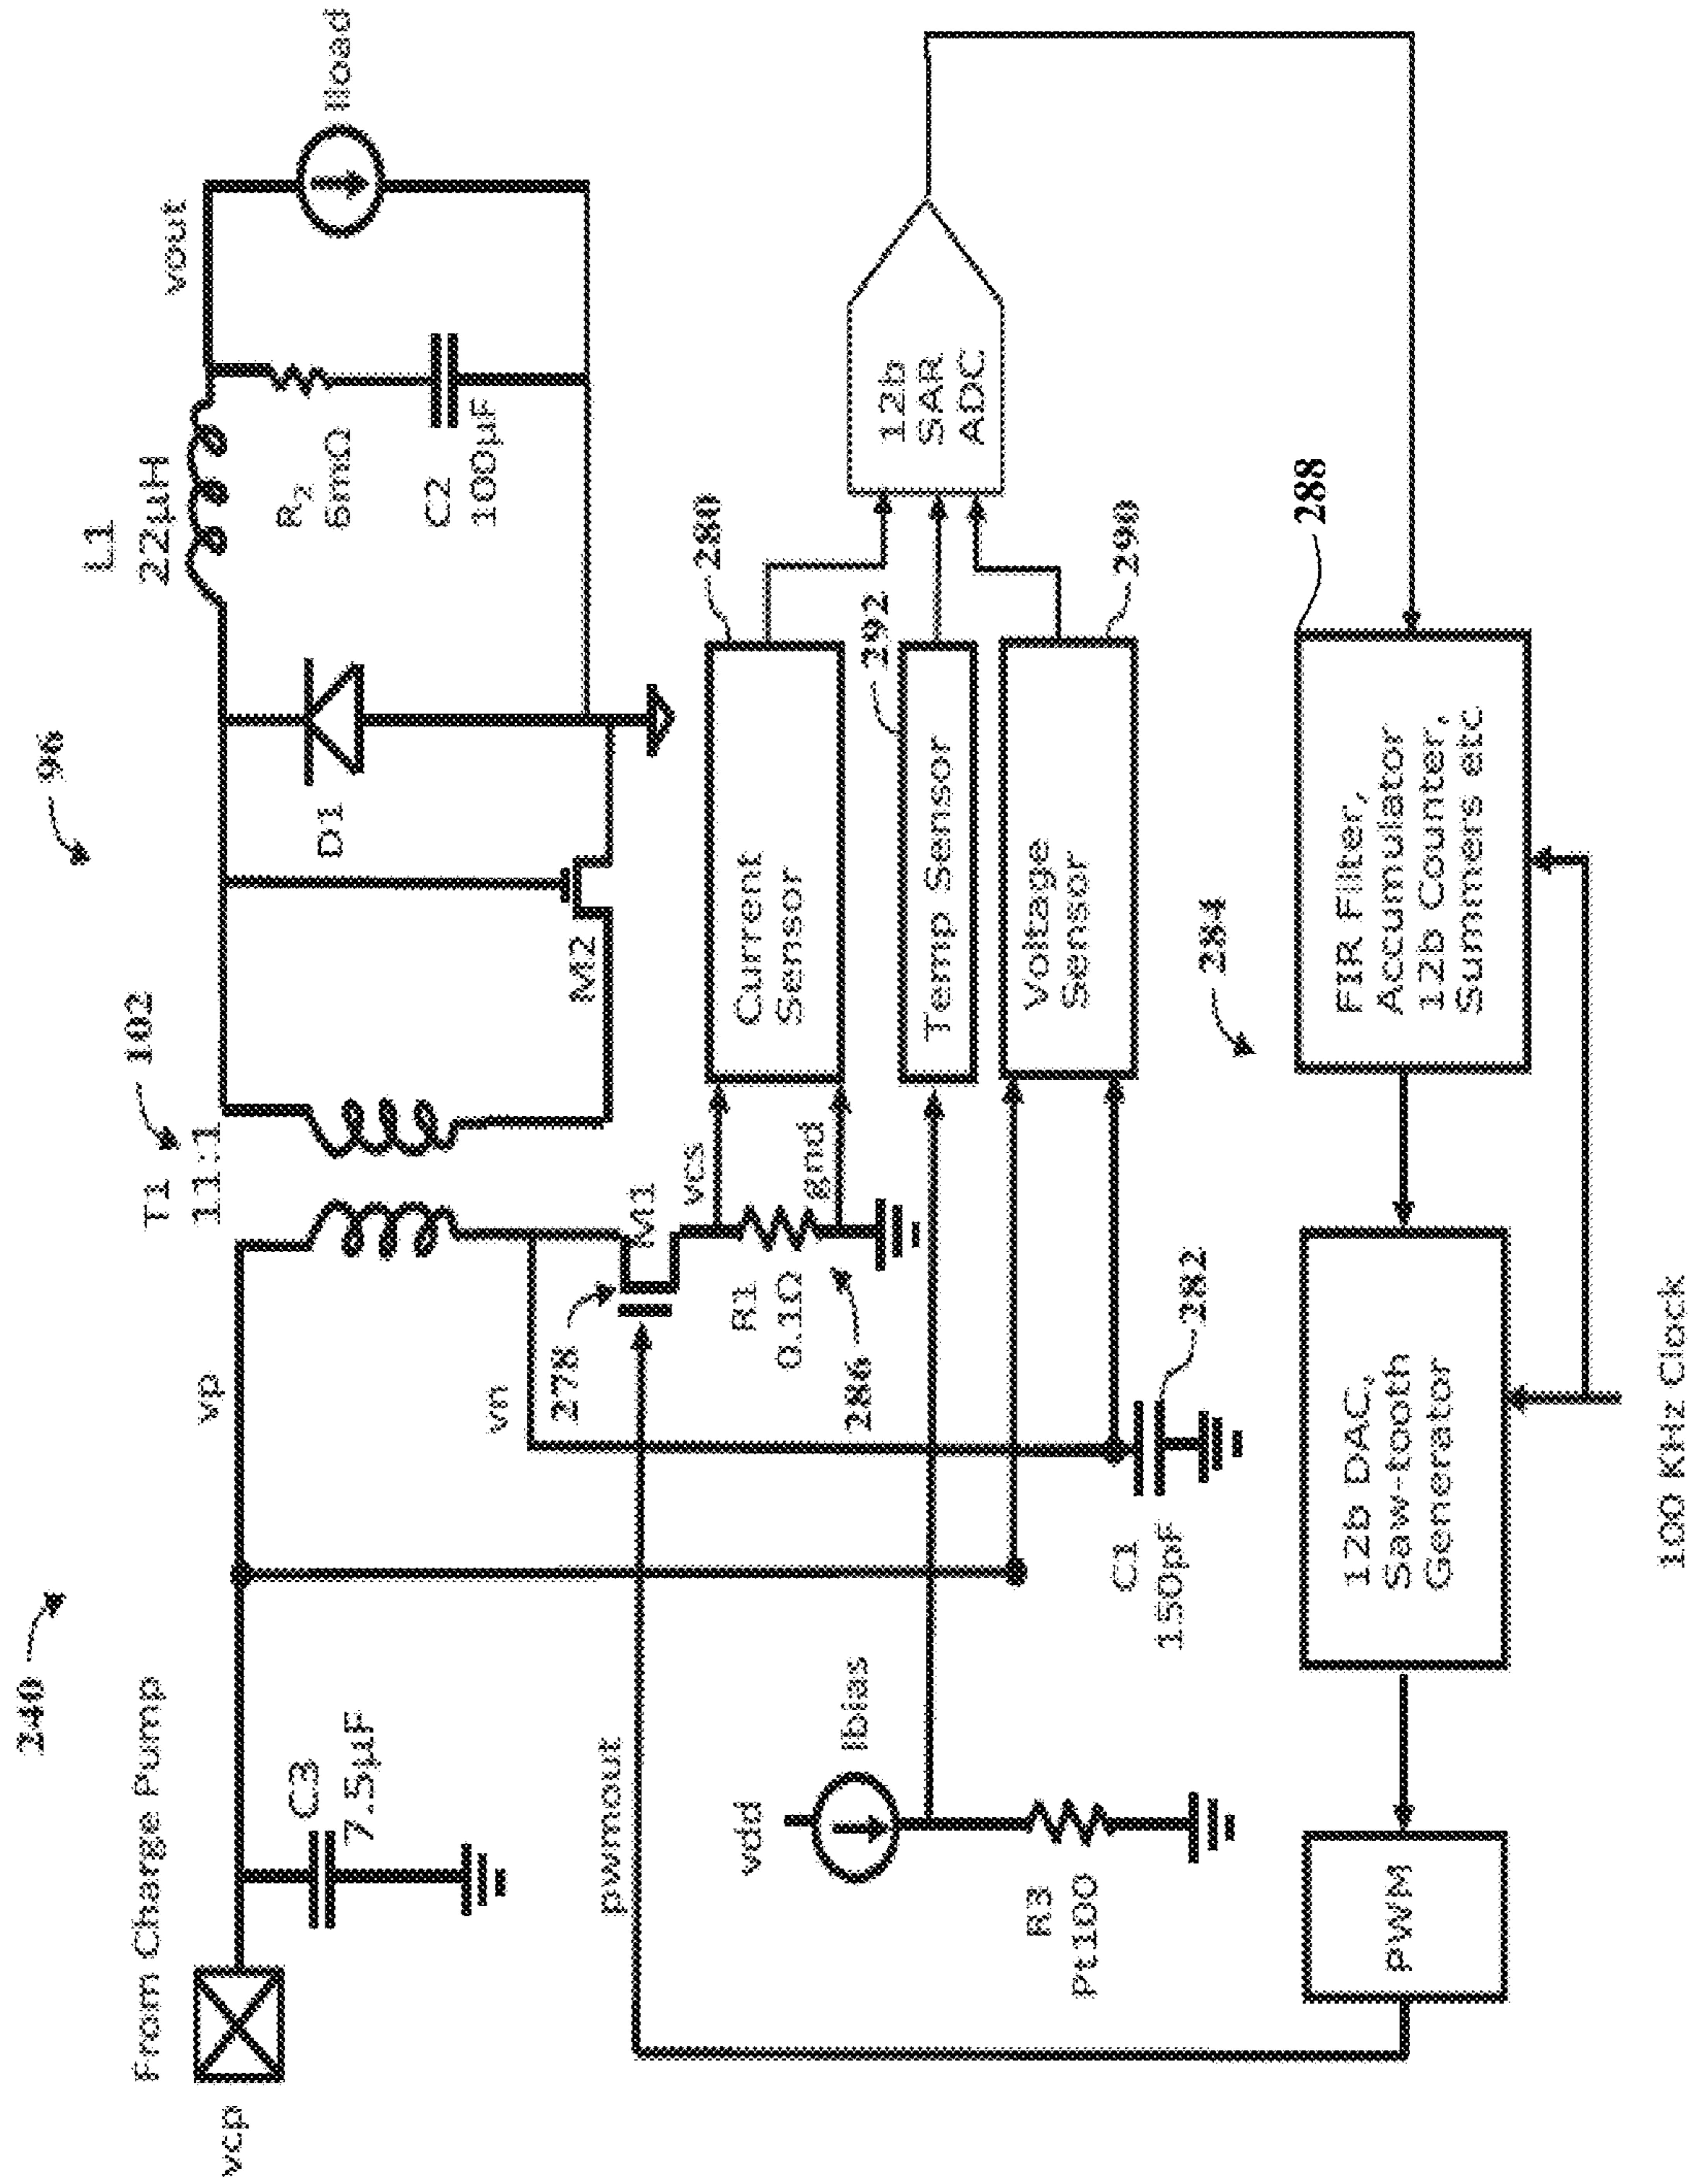 240
96
From Charge Pump
vcp
C3
7.5µF
vp
T1
11:1
102
L1
22µH
vout
Iload
R2
6mΩ
C2
100µF
D1
M2
vn
278
M1
vcs
R1
0.1Ω
gnd
286
pwmout
vdd
Ibias
R3
Pt100
C1
150pF
282
Current
Sensor
280
Temp Sensor
292
Voltage
Sensor
290
12b
SAR
ADC
284
288
PWM
12b DAC,
Saw-tooth
Generator
FIR Filter,
Accumulator
12b Counter,
Summers etc
100 KHz Clock